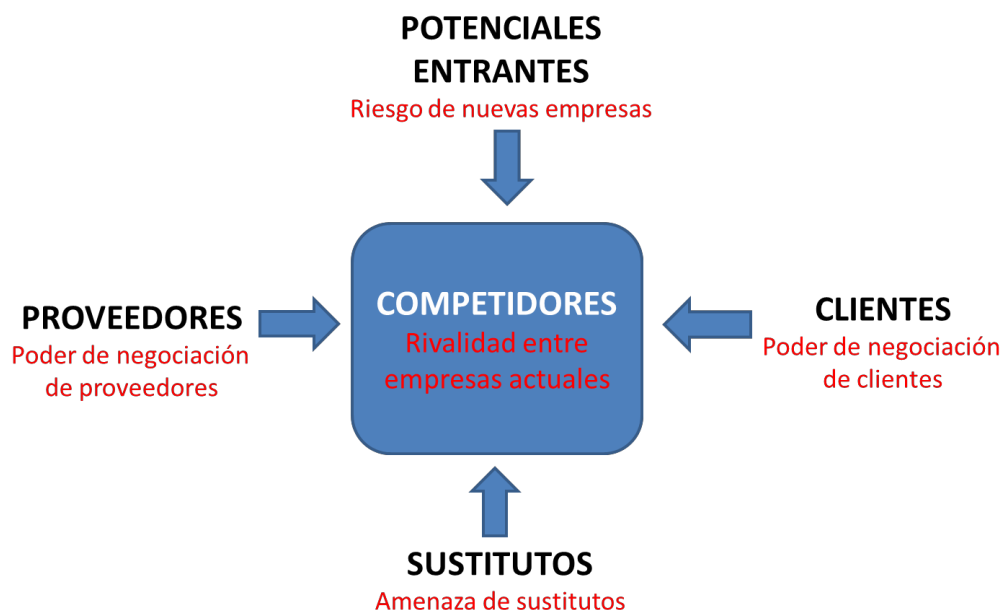 POTENCIALES
ENTRANTES
Riesgo de nuevas empresas
PROVEEDORES
Poder de negociación
de proveedores
COMPETIDORES
Rivalidad entre
empresas actuales
CLIENTES
Poder de negociación
de clientes
SUSTITUTOS
Amenaza de sustitutos